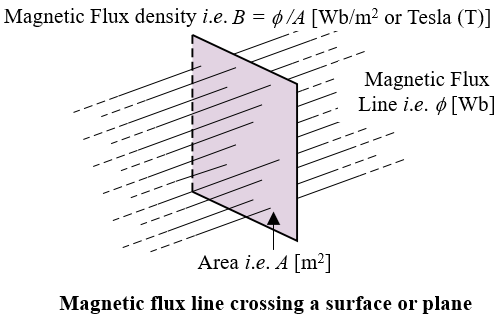 Magnetic Flux density i.e. B = ϕ/A [Wb/m² or Tesla (T)]
Magnetic Flux
Line i.e. ϕ [Wb]
Area i.e. A [m²]
Magnetic flux line crossing a surface or plane